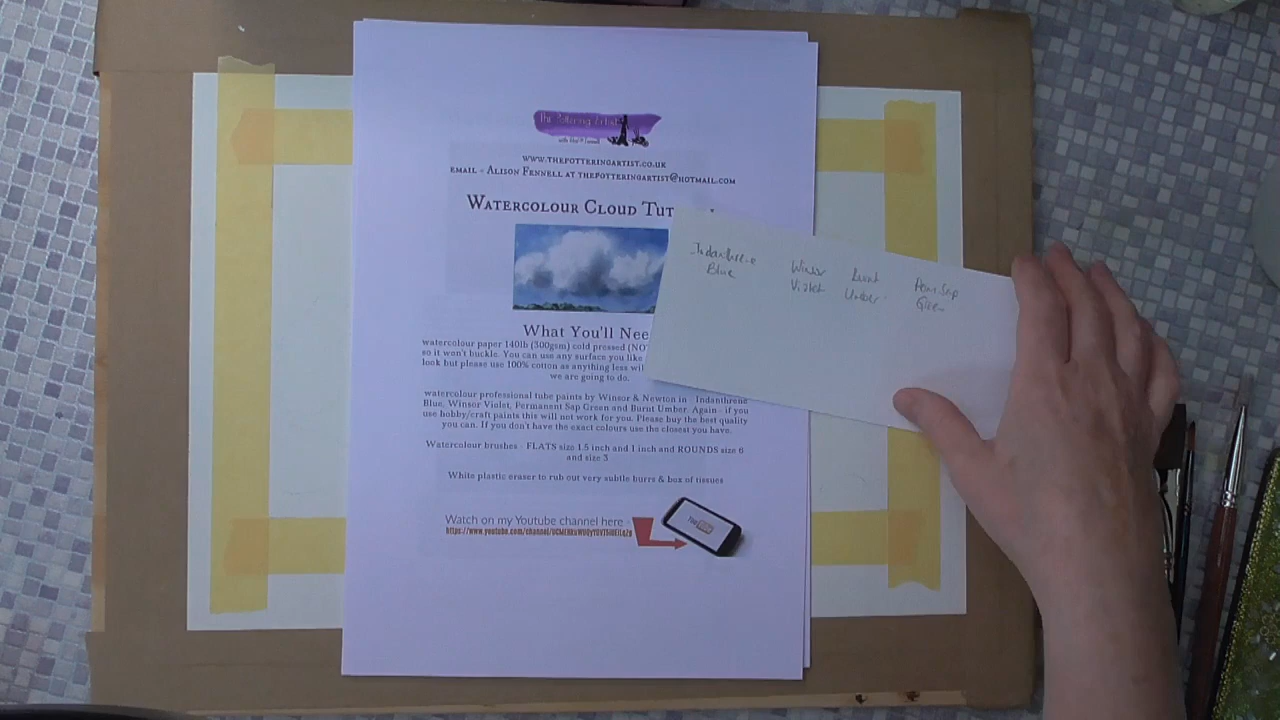 The Pottering Artist
www.thepotteringartist.co.uk
email - Alison Fennell at thepotteringartist@hotmail.com
Watercolour Cloud Tut
What You'll Nee
watercolour paper 140lb (300gsm) cold pressed (NO
so it won't buckle. You can use any surface you like
look but please use 100% cotton as anything less wil
we are going to do.
watercolour professional tube paints by Winsor & Newton in - Indanthrene
Blue, Winsor Violet, Permanent Sap Green and Burnt Umber. Again - if you
use hobby/craft paints this will not work for you. Please buy the best quality
you can. If you don't have the exact colours use the closest you have.
Watercolour brushes - FLATS size 1.5 inch and 1 inch and ROUNDS size 6
and size 3
White plastic eraser to rub out very subtle burrs & box of tissues
Watch on my Youtube channel here -
Indanthrene
Blue
Winsor
Violet
Burnt
Umber
Perm Sap
Green